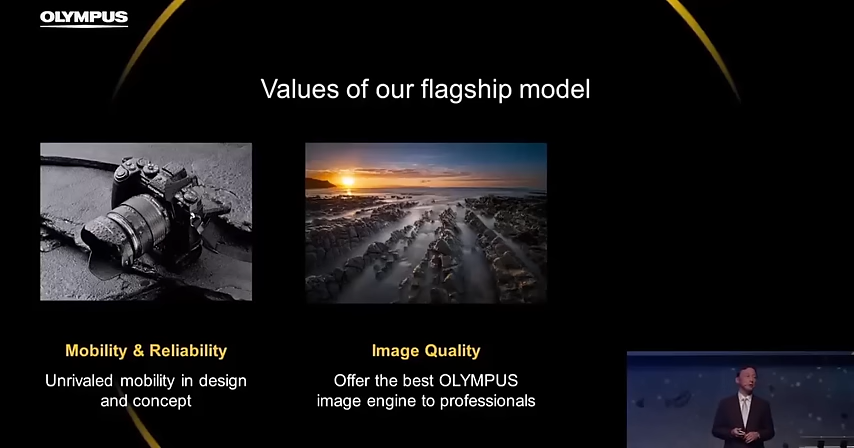 OLYMPUS
Values of our flagship model
Mobility & Reliability
Unrivaled mobility in design
and concept
Image Quality
Offer the best OLYMPUS
image engine to professionals